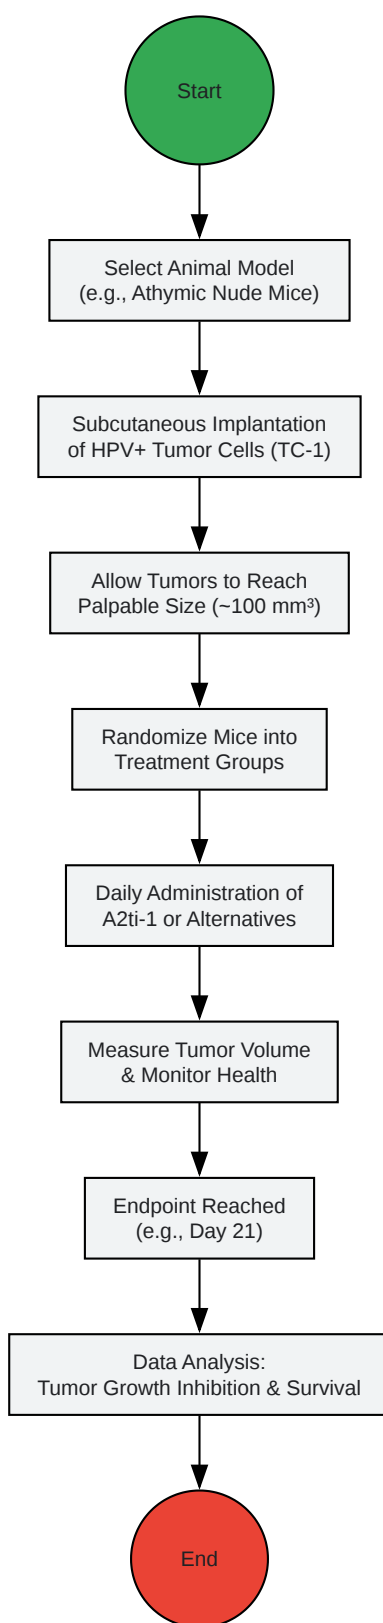 Start
Select Animal Model
(e.g., Athymic Nude Mice)
Subcutaneous Implantation
of HPV+ Tumor Cells (TC-1)
Allow Tumors to Reach
Palpable Size (~100 mm³)
Randomize Mice into
Treatment Groups
Daily Administration of
A2ti-1 or Alternatives
Measure Tumor Volume
& Monitor Health
Endpoint Reached
(e.g., Day 21)
Data Analysis:
Tumor Growth Inhibition & Survival
End